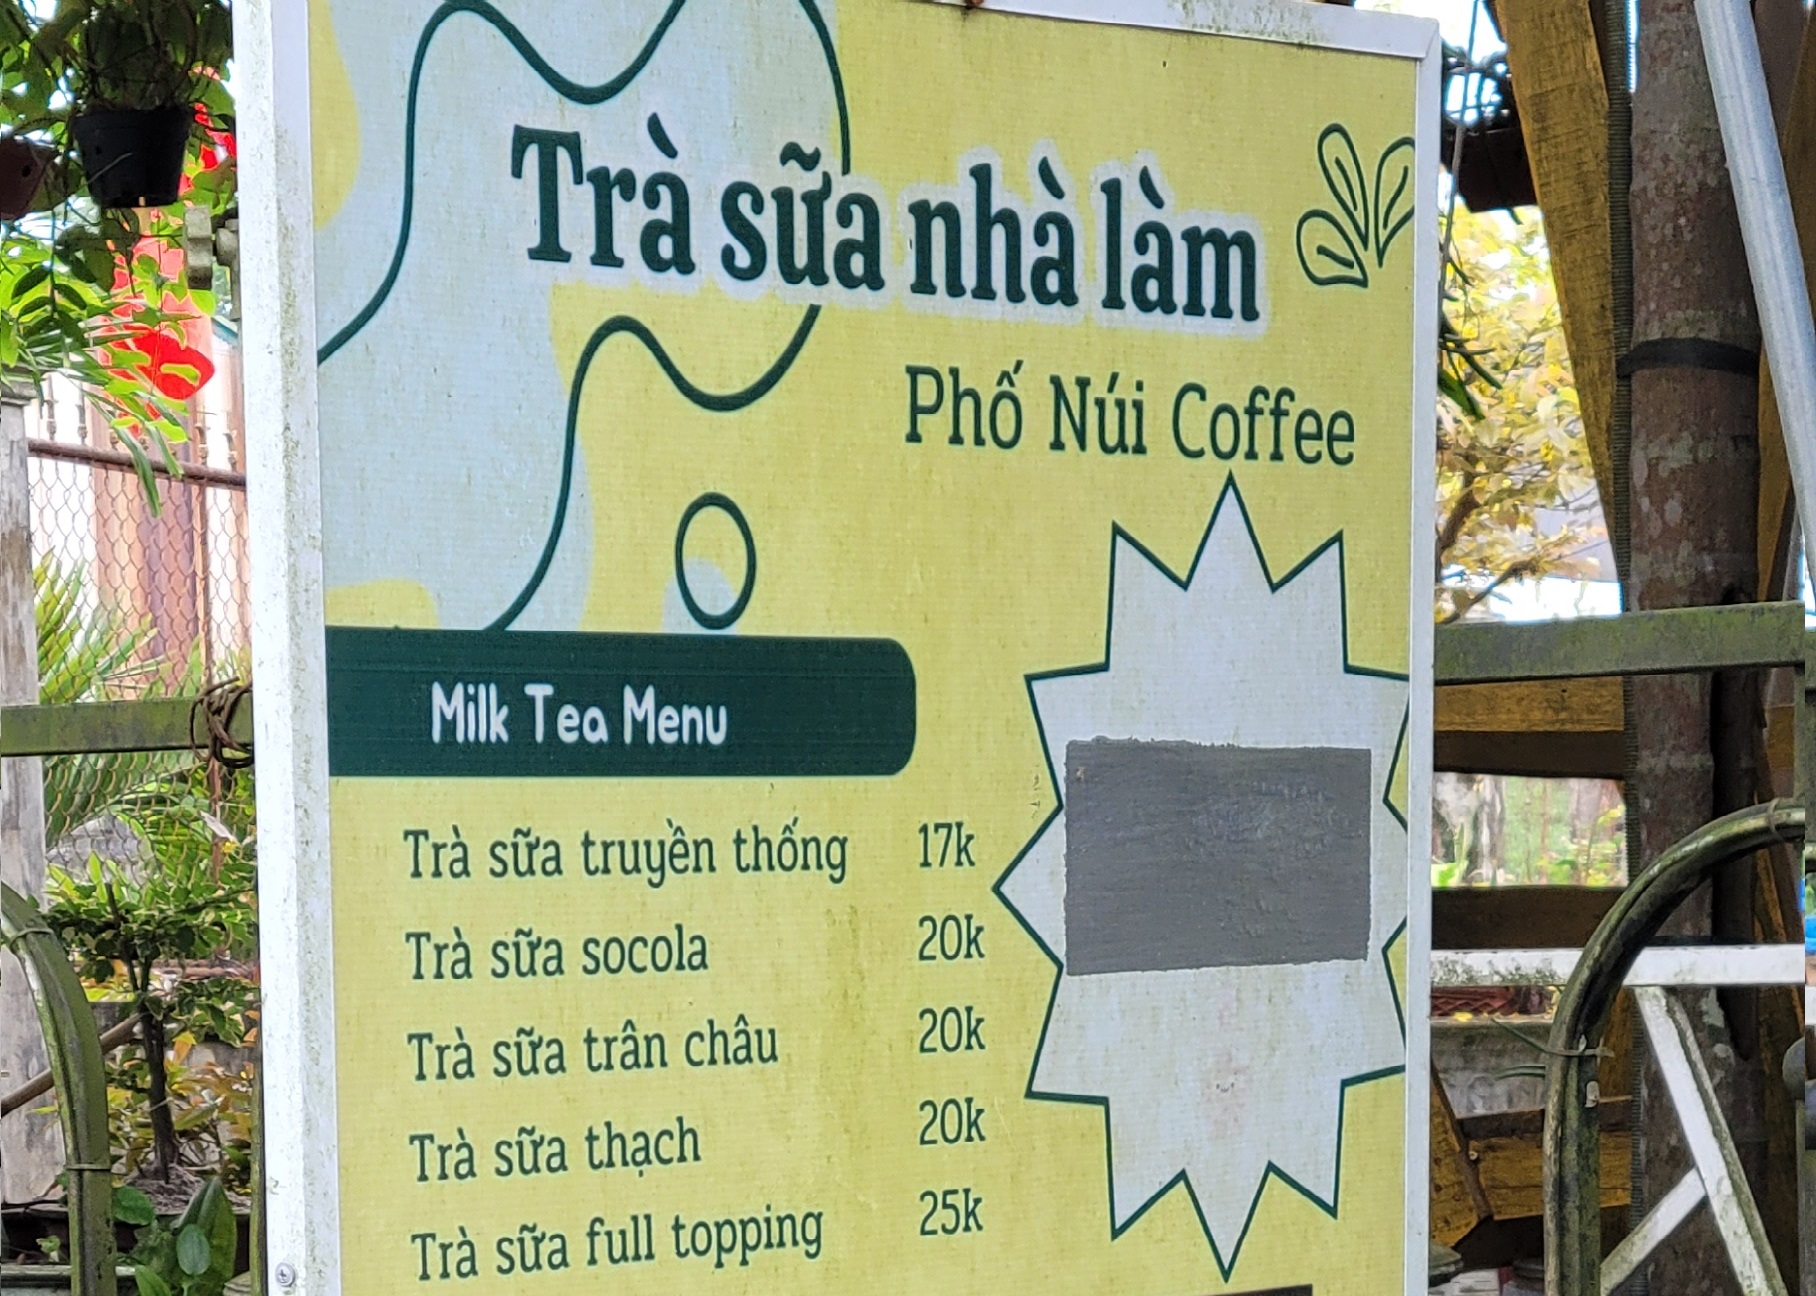 Trà sữa nhà làm
Phố Núi Coffee
Milk Tea Menu
Trà sữa truyền thống 17k
Trà sữa socola 20k
Trà sữa trân châu 20k
Trà sữa thạch 20k
Trà sữa full topping 25k